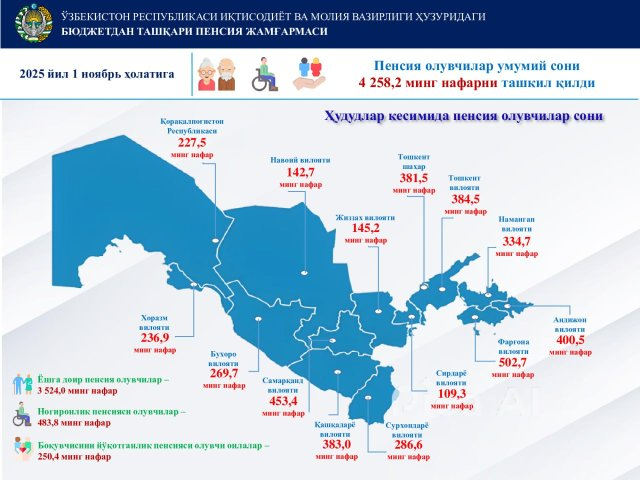 ЎЗБЕКИСТОН РЕСПУБЛИКАСИ ИҚТИСОДИЁТ ВА МОЛИЯ ВАЗИРЛИГИ ҲУЗУРИДАГИ
БЮДЖЕТДАН ТАШҚАРИ ПЕНСИЯ ЖАМҒАРМАСИ
2025 йил 1 ноябрь ҳолатига
Пенсия олувчилар умумий сони
4 258,2 минг нафарни ташкил қилди
Ҳудудлар кесимида пенсия олувчилар сони
Қорақалпоғистон
Республикаси
227,5
минг нафар
Навоий вилояти
142,7
минг нафар
Тошкент
шаҳар
381,5
минг нафар
Тошкент
вилояти
384,5
минг нафар
Жиззах вилояти
145,2
минг нафар
Наманган
вилояти
334,7
минг нафар
Хоразм
вилояти
236,9
минг нафар
Бухоро
вилояти
269,7
минг нафар
Самарқанд
вилояти
453,4
минг нафар
Қашқадарё
вилояти
383,0
минг нафар
Сурхондарё
вилояти
286,6
минг нафар
Сирдарё
вилояти
109,3
минг нафар
Фарғона
вилояти
502,7
минг нафар
Андижон
вилояти
400,5
минг нафар
Ёшга доир пенсия олувчилар –
3 524,0 минг нафар
Ногиронлик пенсияси олувчилар –
483,8 минг нафар
Боқувчисини йўқотганлик пенсияси олувчи оилалар –
250,4 минг нафар